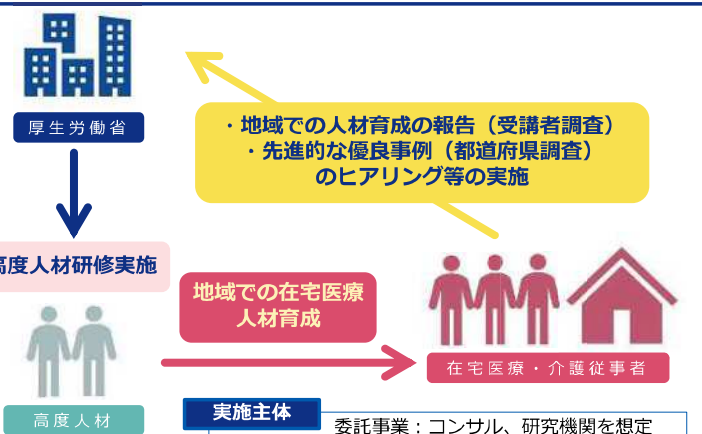 厚生労働省
・地域での人材育成の報告（受講者調査）
・先進的な優良事例（都道府県調査）
のヒアリング等の実施
高度人材研修実施
地域での在宅医療
人材育成
在宅医療・介護従事者
高度人材
実施主体
委託事業：コンサル、研究機関を想定